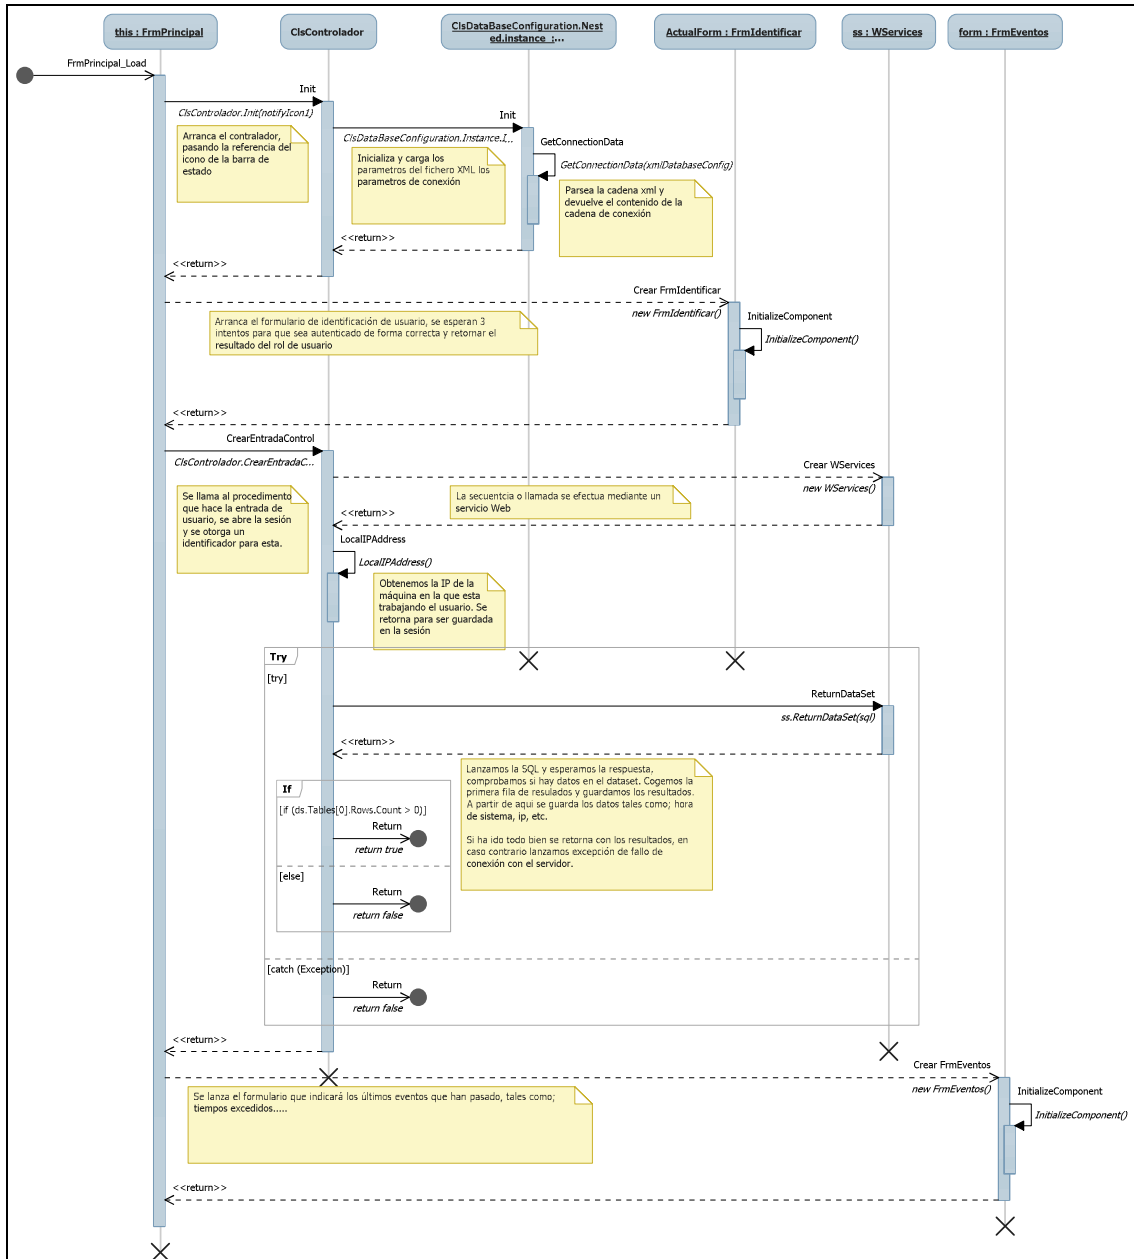 this : FrmPrincipal
ClsControlador
ClsDataBaseConfiguration.Nest
ed.instance :...
ActualForm : FrmIdentificar
ss : WServices
form : FrmEventos
FrmPrincipal_Load
Init
ClsControlador.Init(notifyIcon1)
Arranca el contralador,
pasando la referencia del
icono de la barra de
estado
Init
ClsDataBaseConfiguration.Instance.I...
Inicializa y carga los
parametros del fichero XML los
parametros de conexión
GetConnectionData
GetConnectionData(xmlDatabaseConfig)
Parsea la cadena xml y
devuelve el contenido de la
cadena de conexión
<<return>>
<<return>>
Crear FrmIdentificar
new FrmIdentificar()
Arranca el formulario de identificación de usuario, se esperan 3
intentos para que sea autenticado de forma correcta y retornar el
resultado del rol de usuario
InitializeComponent
InitializeComponent()
<<return>>
CrearEntradaControl
ClsControlador.CrearEntradaC...
Crear WServices
new WServices()
Se llama al procedimento
que hace la entrada de
usuario, se abre la sesión
y se otorga un
identificador para esta.
La secuentcia o llamada se efectua mediante un
servicio Web
<<return>>
LocalIPAddress
LocalIPAddress()
Obtenemos la IP de la
máquina en la que esta
trabajando el usuario. Se
retorna para ser guardada
en la sesión
Try
[try]
ReturnDataSet
ss.ReturnDataSet(sql)
<<return>>
Lanzamos la SQL y esperamos la respuesta,
comprobamos si hay datos en el dataset. Cogemos la
primera fila de resulados y guardamos los resultados.
A partir de aqui se guarda los datos tales como; hora
de sistema, ip, etc.
Si ha ido todo bien se retorna con los resultados, en
caso contrario lanzamos excepción de fallo de
conexión con el servidor.
If
[if (ds.Tables[0].Rows.Count > 0)]
Return
return true
[else]
Return
return false
[catch (Exception)]
Return
return false
<<return>>
Crear FrmEventos
new FrmEventos()
Se lanza el formulario que indicará los últimos eventos que han pasado, tales como;
tiempos excedidos.....
InitializeComponent
InitializeComponent()
<<return>>